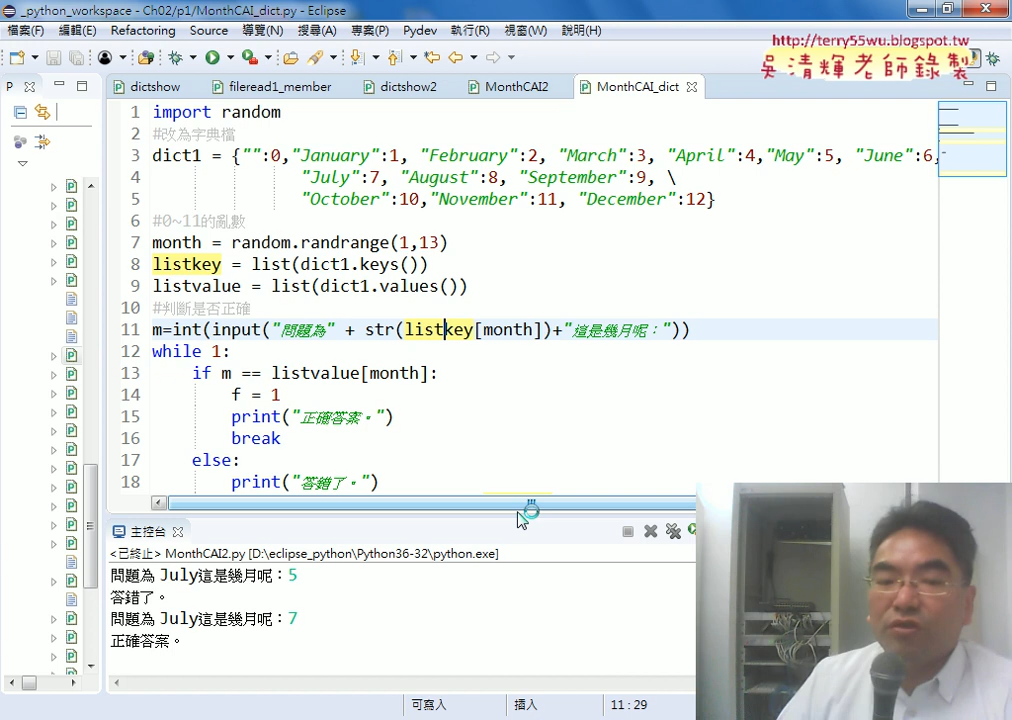 _python_workspace - Ch02/p1/MonthCAI_dict.py - Eclipse
檔案(F) 編輯(E) Refactoring Source 導覽(N) 搜尋(A) 專案(P) Pydev 執行(R) 視窗(W) 說明(H)
http://terry55wu.blogspot.tw
吳清輝老師錄製
P dictshow fileread1_member dictshow2 MonthCAI2 MonthCAI_dict
1 import random
2 #改為字典檔
3 dict1 = {"":0,"January":1, "February":2, "March":3, "April":4,"May":5, "June":6,
4 "July":7, "August":8, "September":9, \
5 "October":10,"November":11, "December":12}
6 #0~11的亂數
7 month = random.randrange(1,13)
8 listkey = list(dict1.keys())
9 listvalue = list(dict1.values())
10 #判斷是否正確
11 m=int(input("問題為" + str(listkey[month])+"這是幾月呢："))
12 while 1:
13 if m == listvalue[month]:
14 f = 1
15 print("正確答案。")
16 break
17 else:
18 print("答錯了。")
主控台
<已終止> MonthCAI2.py [D:\eclipse_python\Python36-32\python.exe]
問題為 July這是幾月呢：5
答錯了。
問題為 July這是幾月呢：7
正確答案。
可寫入 插入 11 : 29